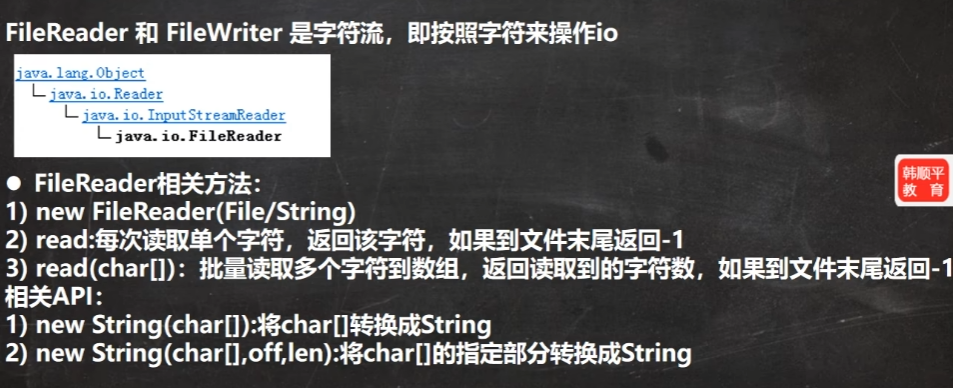 FileReader 和 FileWriter 是字符流，即按照字符来操作io
java.lang.Object
java.io.Reader
java.io.InputStreamReader
java.io.FileReader
韩顺平
教 育
● FileReader相关方法：
1) new FileReader(File/String)
2) read:每次读取单个字符，返回该字符，如果到文件末尾返回-1
3) read(char[])：批量读取多个字符到数组，返回读取到的字符数，如果到文件末尾返回-1
相关API：
1) new String(char[]):将char[]转换成String
2) new String(char[],off,len):将char[]的指定部分转换成String